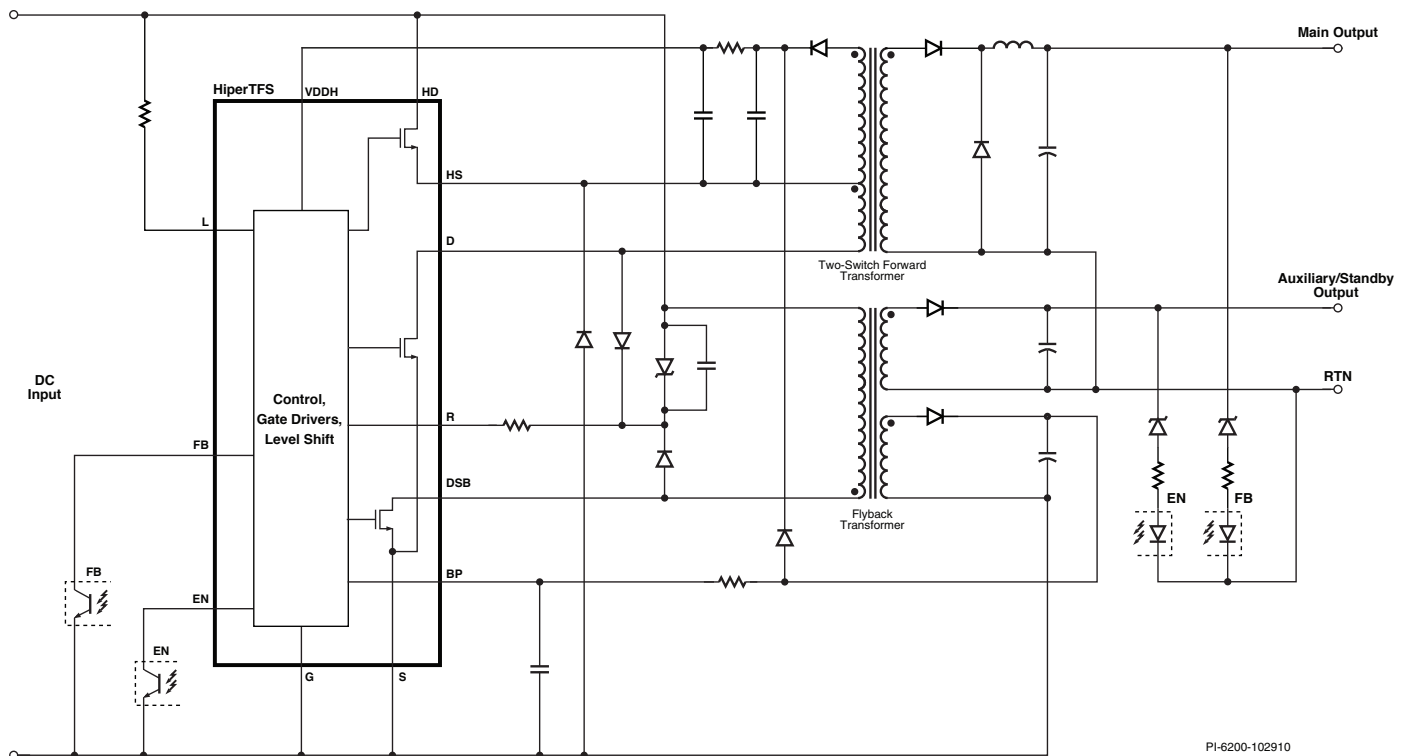 Main Output
HiperTFS
VDDH
HD
HS
L
D
Two-Switch Forward
Transformer
Auxiliary/Standby
Output
DC
Input
RTN
Control,
Gate Drivers,
Level Shift
R
FB
DSB
EN
FB
Flyback
Transformer
FB
BP
EN
EN
G
S
PI-6200-102910